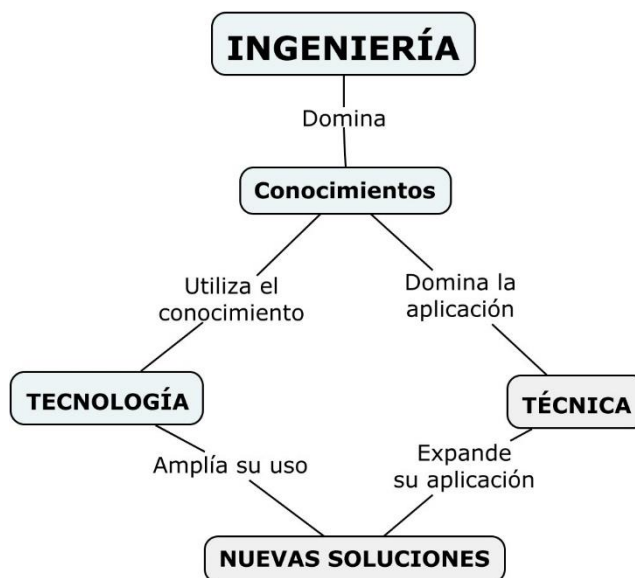 INGENIERÍA
Domina
Conocimientos
Utiliza el
conocimiento
Domina la
aplicación
TECNOLOGÍA
TÉCNICA
Amplía su uso
Expande
su aplicación
NUEVAS SOLUCIONES